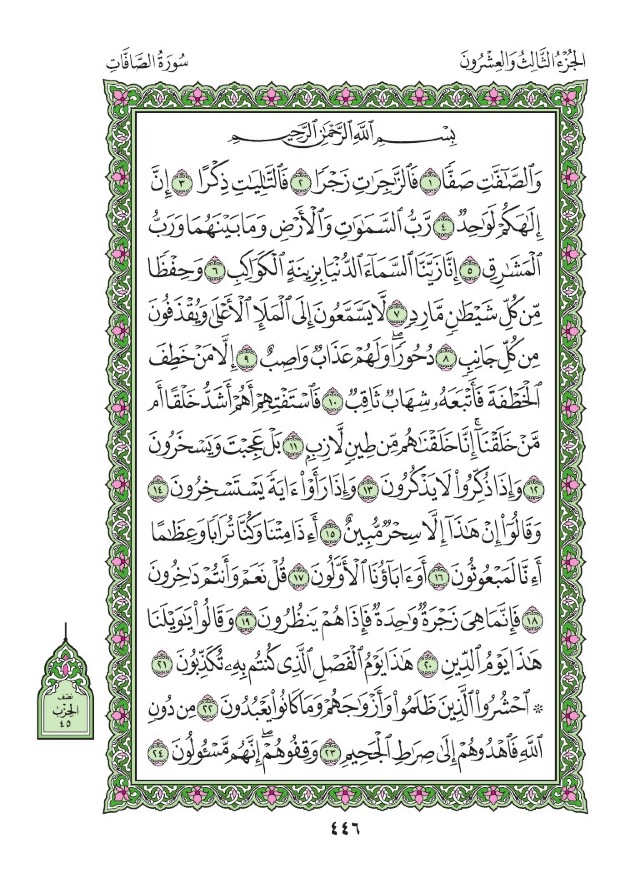 الجُزْءُ الثَّالِثُ وَالعِشْرُونَ
سُورَةُ الصَّافَّاتِ
بِسْمِ ٱللَّهِ ٱلرَّحْمَٰنِ ٱلرَّحِيمِ
وَٱلصَّٰٓفَّٰتِ صَفّٗا ١ فَٱلزَّٰجِرَٰتِ زَجۡرٗا ٢ فَٱلتَّٰلِيَٰتِ ذِكۡرًا ٣ إِنَّ
إِلَٰهَكُمۡ لَوَٰحِدٞ ٤ رَّبُّ ٱلسَّمَٰوَٰتِ وَٱلۡأَرۡضِ وَمَا بَيۡنَهُمَا وَرَبُّ
ٱلۡمَشَٰرِقِ ٥ إِنَّا زَيَّنَّا ٱلسَّمَآءَ ٱلدُّنۡيَا بِزِينَةٍ ٱلۡكَوَاكِبِ ٦ وَحِفۡظٗا
مِّن كُلِّ شَيۡطَٰنٖ مَّارِدٖ ٧ لَّا يَسَّمَّعُونَ إِلَى ٱلۡمَلَإِ ٱلۡأَعۡلَىٰ وَيُقۡذَفُونَ
مِن كُلِّ جَانِبٖ ٨ دُحُورٗاۖ وَلَهُمۡ عَذَابٞ وَاصِبٌ ٩ إِلَّا مَنۡ خَطِفَ
ٱلۡخَطۡفَةَ فَأَتۡبَعَهُۥ شِهَابٞ ثَاقِبٞ ١٠ فَٱسۡتَفۡتِهِمۡ أَهُمۡ أَشَدُّ خَلۡقًا أَم
مَّنۡ خَلَقۡنَآۚ إِنَّا خَلَقۡنَٰهُم مِّن طِينٖ لَّازِبِۭ ١١ بَلۡ عَجِبۡتَ وَيَسۡخَرُونَ
١٢ وَإِذَا ذُكِّرُواْ لَا يَذۡكُرُونَ ١٣ وَإِذَا رَأَوۡاْ ءَايَةٗ يَسۡتَسۡخِرُونَ ١٤
وَقَالُوٓاْ إِنۡ هَٰذَآ إِلَّا سِحۡرٞ مُّبِينٌ ١٥ أَءِذَا مِتۡنَا وَكُنَّا تُرَابٗا وَعِظَٰمًا
أَءِنَّا لَمَبۡعُوثُونَ ١٦ أَوَءَابَآؤُنَا ٱلۡأَوَّلُونَ ١٧ قُلۡ نَعَمۡ وَأَنتُمۡ دَٰخِرُونَ
١٨ فَإِنَّمَا هِيَ زَجۡرَةٞ وَٰحِدَةٞ فَإِذَا هُمۡ يَنظُرُونَ ١٩ وَقَالُواْ يَٰوَيۡلَنَا
هَٰذَا يَوۡمُ ٱلدِّينِ ٢٠ هَٰذَا يَوۡمُ ٱلۡفَصۡلِ ٱلَّذِي كُنتُم بِهِۦ تُكَذِّبُونَ ٢١
۞ ٱحۡشُرُواْ ٱلَّذِينَ ظَلَمُواْ وَأَزۡوَٰجَهُمۡ وَمَا كَانُواْ يَعۡبُدُونَ ٢٢ مِن دُونِ
ٱللَّهِ فَٱهۡدُوهُمۡ إِلَىٰ صِرَٰطِ ٱلۡجَحِيمِ ٢٣ وَقِفُوهُمۡۖ إِنَّهُم مَّسۡـُٔولُونَ ٢٤
نصف
الحزب
٤٥
٤٤٦